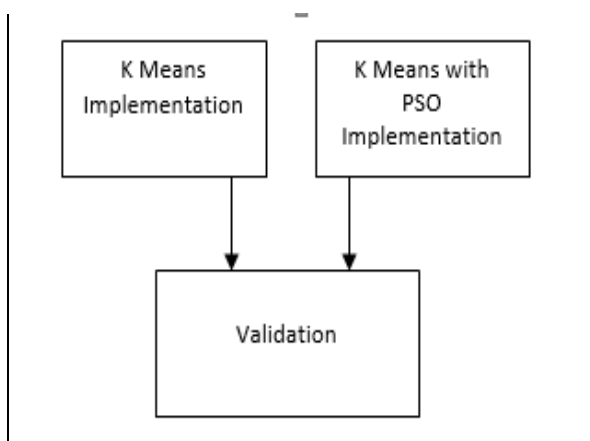 K Means
Implementation
K Means with
PSO
Implementation
Validation